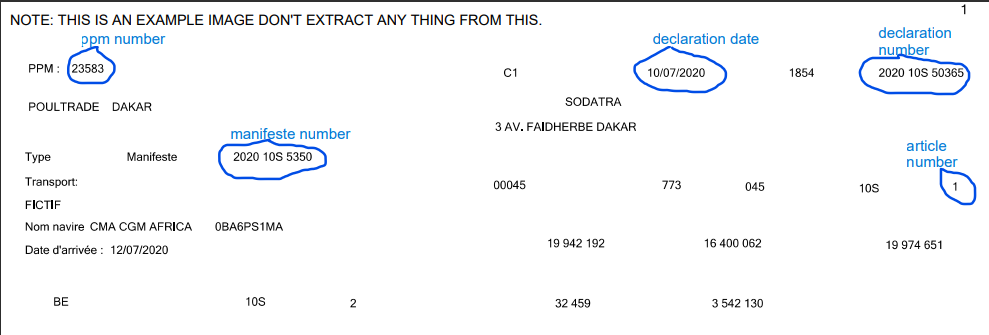 1
NOTE: THIS IS AN EXAMPLE IMAGE DON'T EXTRACT ANY THING FROM THIS.
ppm number declaration date declaration number
PPM : 23583 C1 10/07/2020 1854 2020 10S 50365
POULTRADE DAKAR SODATRA
3 AV. FAIDHERBE DAKAR
manifeste number article number
Type Manifeste 2020 10S 5350
Transport: 00045 773 045 10S 1
FICTIF
Nom navire CMA CGM AFRICA 0BA6PS1MA
Date d'arrivée : 12/07/2020 19 942 192 16 400 062 19 974 651
BE 10S 2 32 459 3 542 130